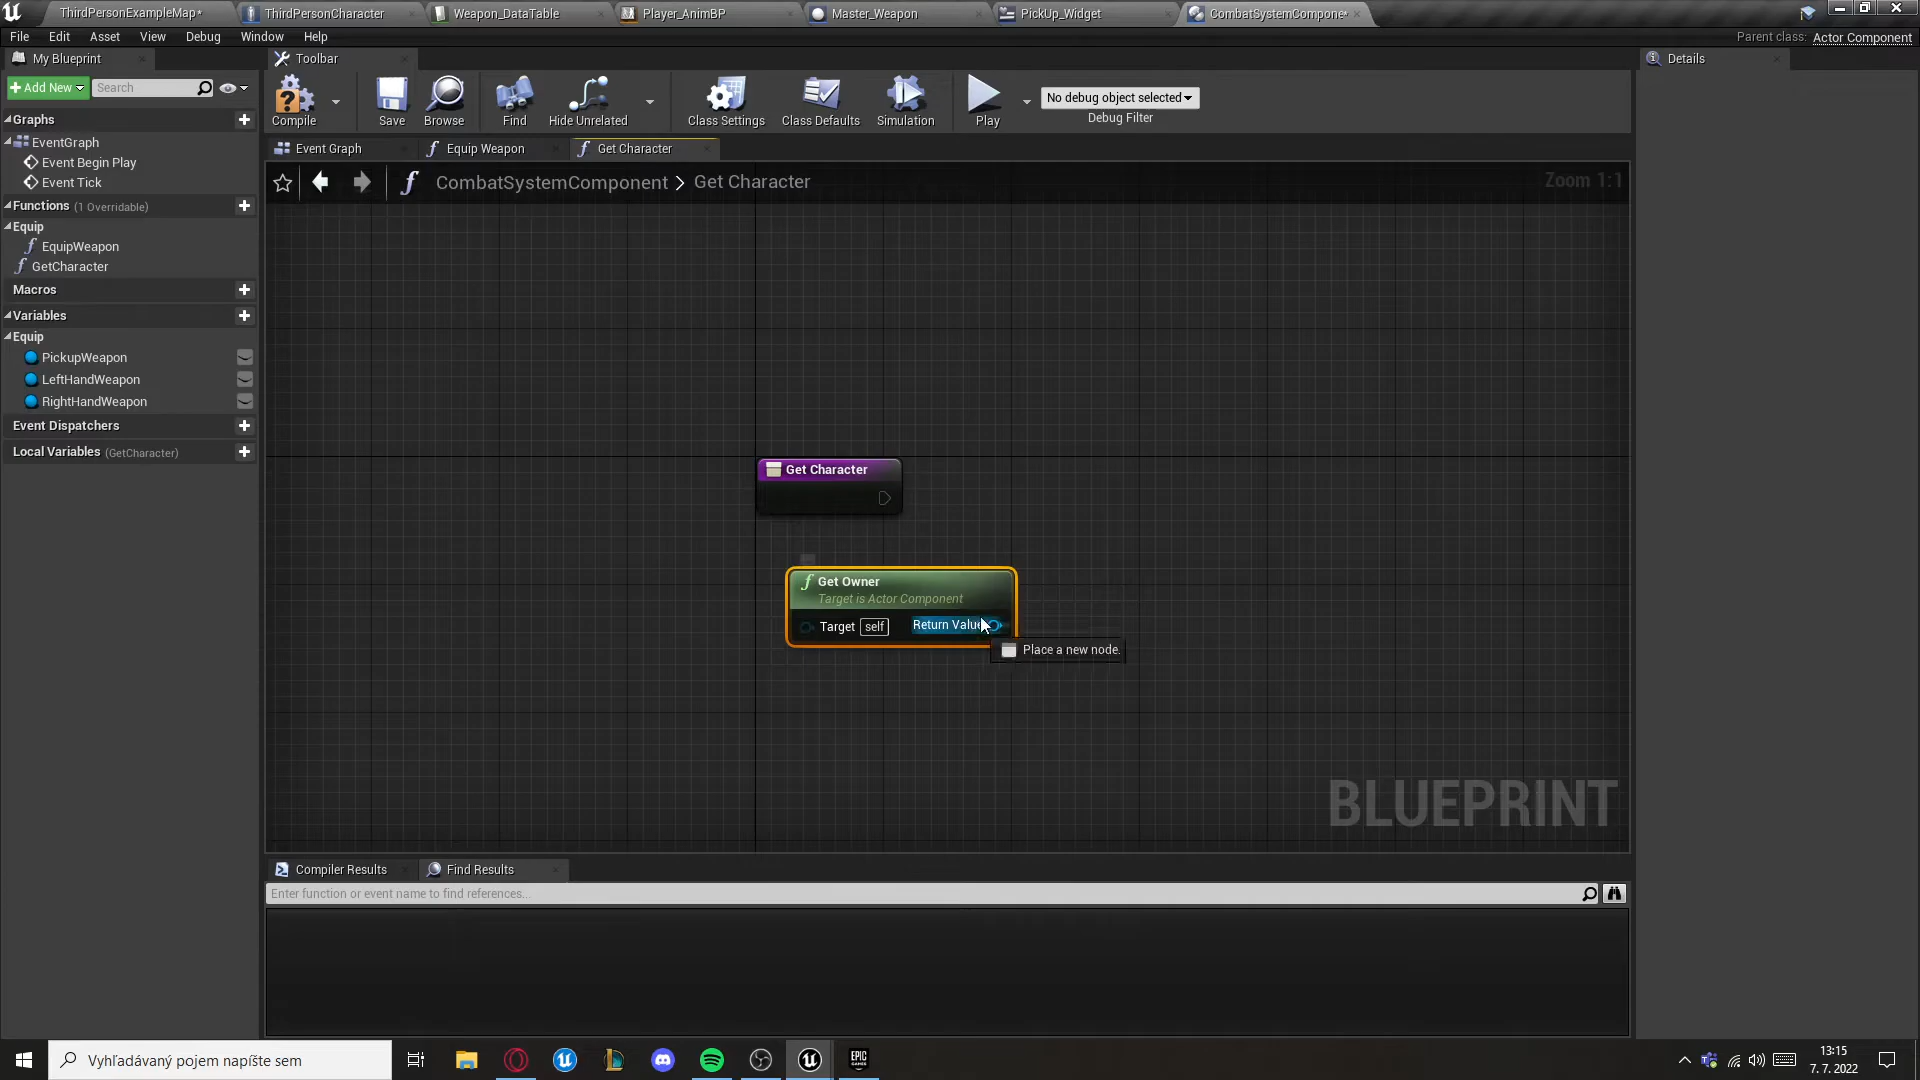 ThirdPersonExampleMap*
ThirdPersonCharacter
Weapon_DataTable
Player_AnimBP
Master_Weapon
PickUp_Widget
CombatSystemCompone*
File
Edit
Asset
View
Debug
Window
Help
Parent class: Actor Component
My Blueprint
Toolbar
Details
Add New
Search
Compile
Save
Browse
Find
Hide Unrelated
Class Settings
Class Defaults
Simulation
Play
No debug object selected
Debug Filter
Graphs
EventGraph
Event Begin Play
Event Tick
Functions (1 Overridable)
Equip
EquipWeapon
GetCharacter
Macros
Variables
Equip
PickupWeapon
LeftHandWeapon
RightHandWeapon
Event Dispatchers
Local Variables (GetCharacter)
Event Graph
Equip Weapon
Get Character
CombatSystemComponent > Get Character
Zoom 1:1
Get Character
Get Owner
Target is Actor Component
Target self
Return Value
Place a new node.
BLUEPRINT
Compiler Results
Find Results
Enter function or event name to find references...
Vyhľadávaný pojem napíšte sem
EPIC
GAMES
13:15
7. 7. 2022